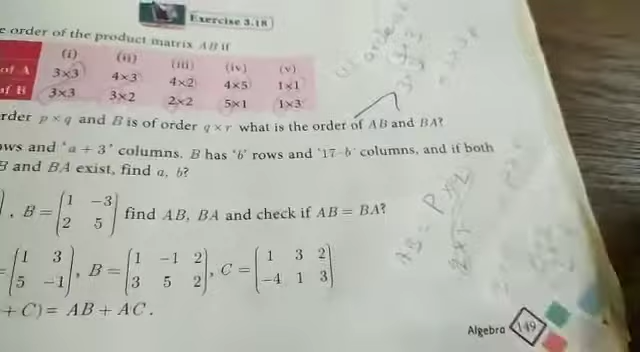 Exercise 3.18
order of the product matrix AB if
(i) (ii) (iii) (iv) (v)
of A 3×3 4×3 4×2 4×5 1×1
of B 3×3 3×2 2×2 5×1 1×3
rder p × q and B is of order q × r what is the order of AB and BA?
ws and 'a + 3' columns. B has 'b' rows and '17−b' columns, and if both
B and BA exist, find a, b?
, B = (1 −3 2 5) find AB, BA and check if AB = BA?
= (1 3 5 −1), B = (1 −1 2 3 5 2), C = (1 3 2 −4 1 3)
+ C) = AB + AC.
Algebra 149